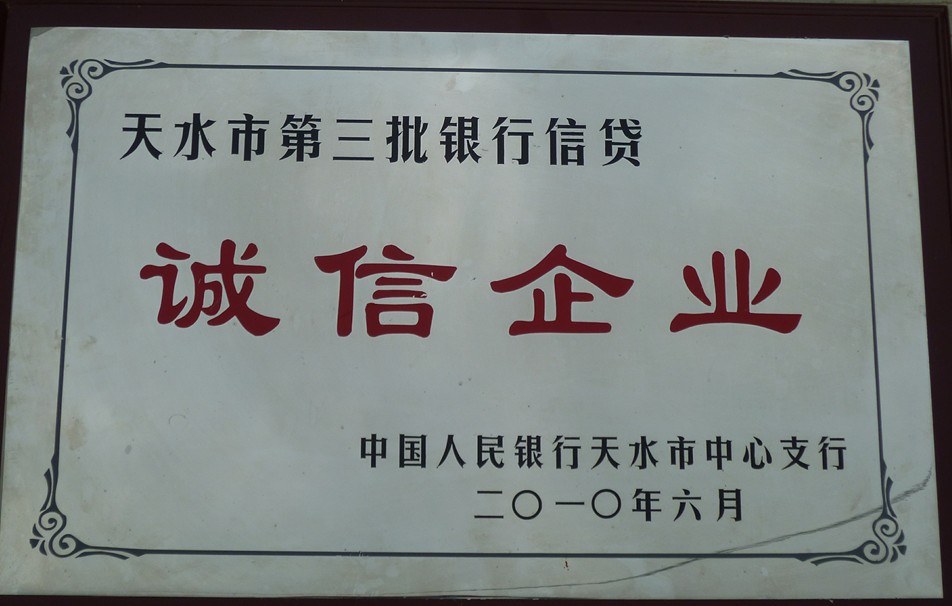 天水市第三批银行信贷
诚信企业
中国人民银行天水市中心支行
二〇一〇年六月